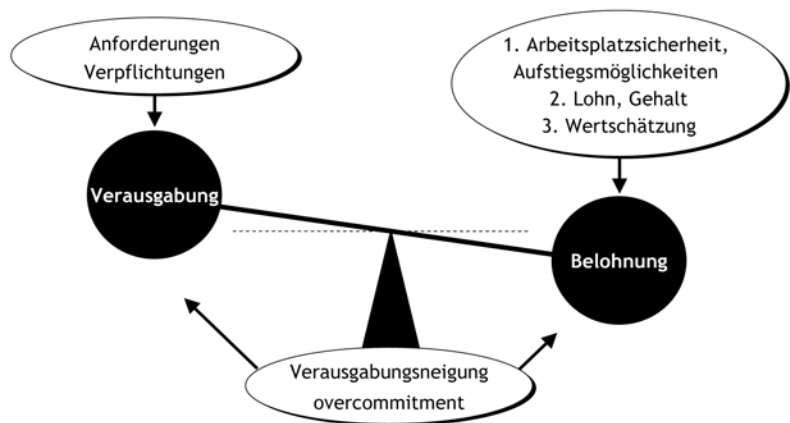 Anforderungen
Verpflichtungen
1. Arbeitsplatzsicherheit,
Aufstiegsmöglichkeiten
2. Lohn, Gehalt
3. Wertschätzung
Verausgabung
Belohnung
Verausgabungsneigung
overcommitment